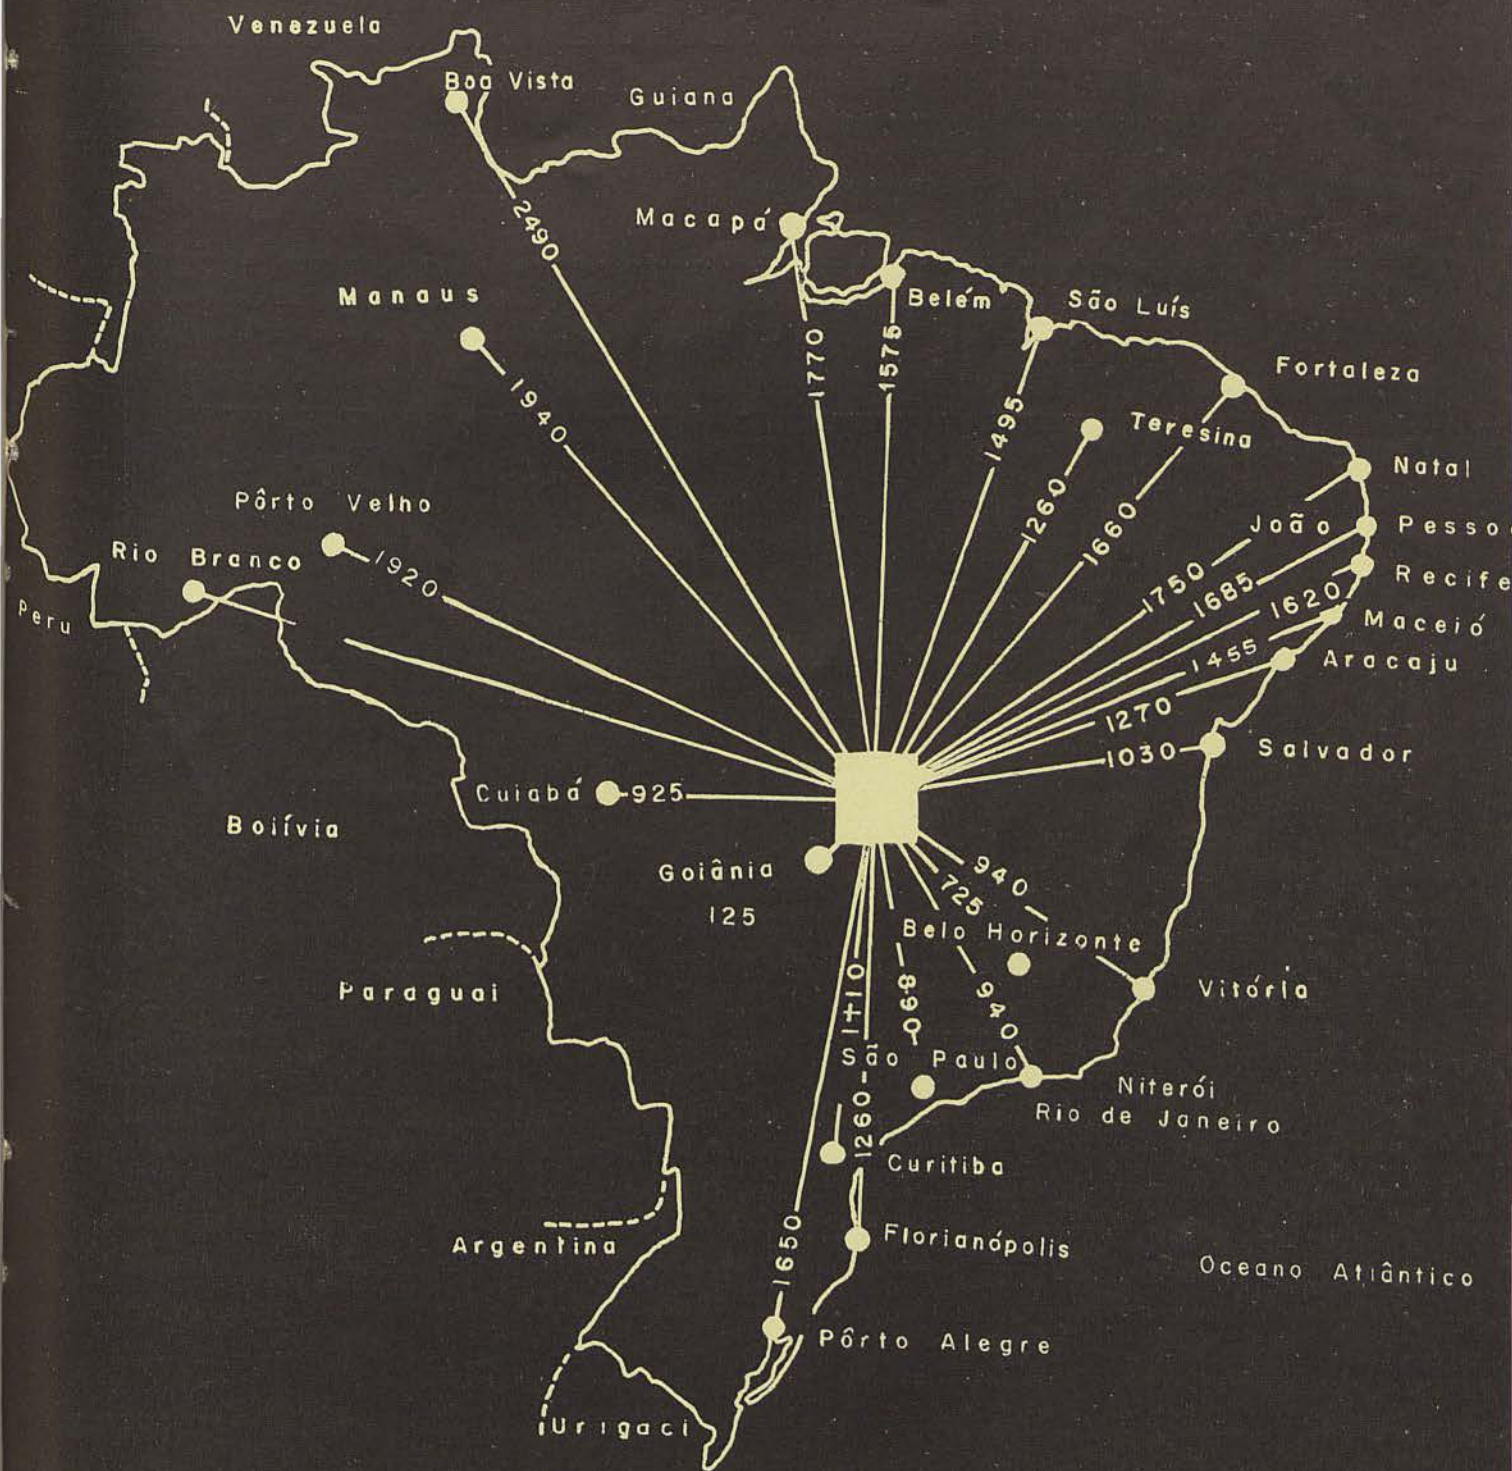 Venezuela
Boa Vista
Guiana
2490
Macapá
Manaus
Belém
São Luís
1940
1770
1575
1495
Fortaleza
Teresina
Natal
1260
1660
João Pesso
Pôrto Velho
Rio Branco
1920
Peru
1750
1685
1620
Recife
Maceió
1455
Aracaju
1270
1030
Salvador
Cuiabá
925
Boiívia
Goiânia
125
940
725
Belo Horizonte
Paraguai
1110
890
940
Vitória
São Paulo
Niterói
Rio de Janeiro
1260
Curitiba
Argentina
1650
Florianópolis
Oceano Atlântico
Pôrto Alegre
Urigaci